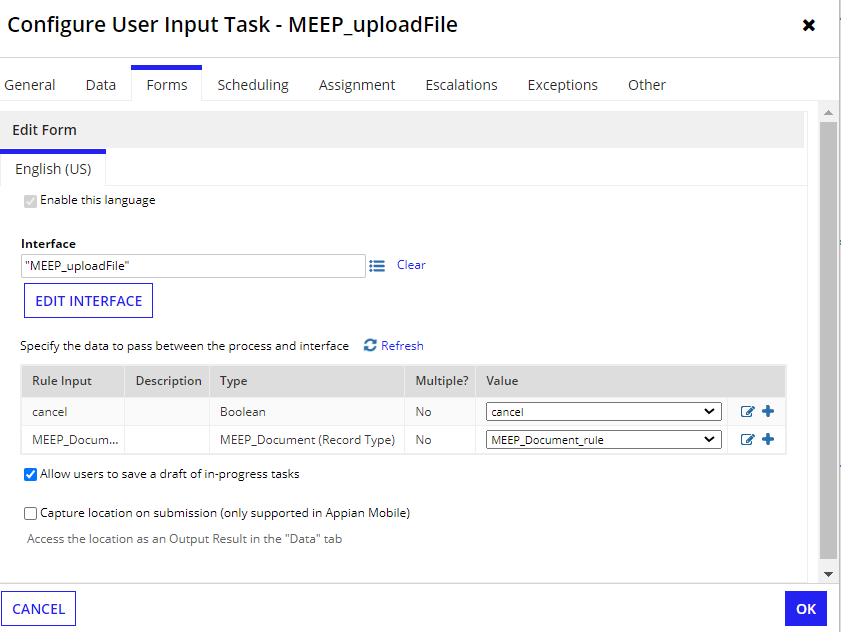 Configure User Input Task - MEEP_uploadFile
General Data Forms Scheduling Assignment Escalations Exceptions Other
Edit Form
English (US)
Enable this language
Interface
"MEEP_uploadFile" Clear
EDIT INTERFACE
Specify the data to pass between the process and interface Refresh
Rule Input Description Type Multiple? Value
cancel Boolean No cancel
MEEP_Docum... MEEP_Document (Record Type) No MEEP_Document_rule
Allow users to save a draft of in-progress tasks
Capture location on submission (only supported in Appian Mobile)
Access the location as an Output Result in the "Data" tab
CANCEL OK